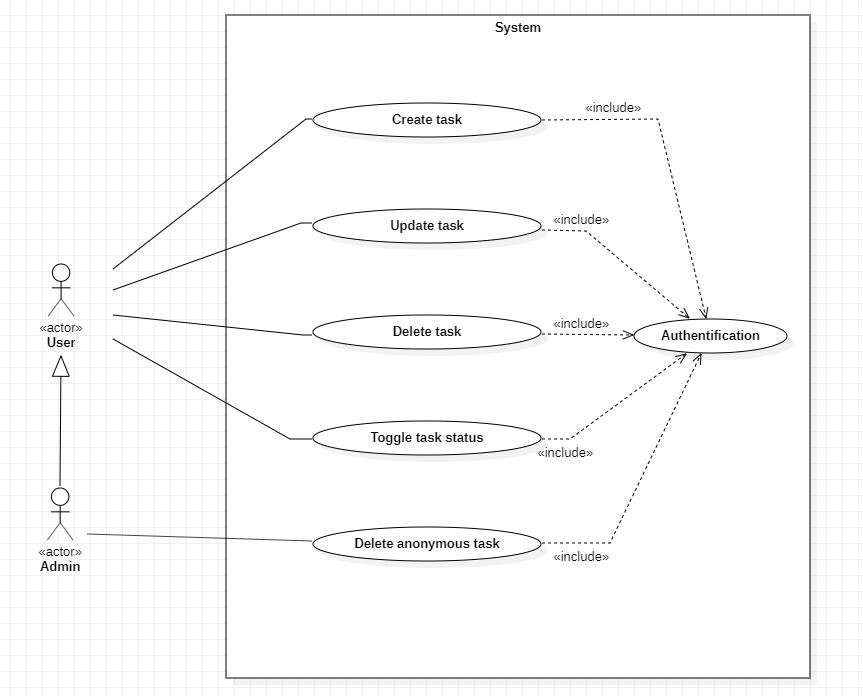 System
Create task
«include»
Update task
«include»
«actor»
User
Delete task
«include»
Authentification
Toggle task status
«include»
«actor»
Admin
Delete anonymous task
«include»